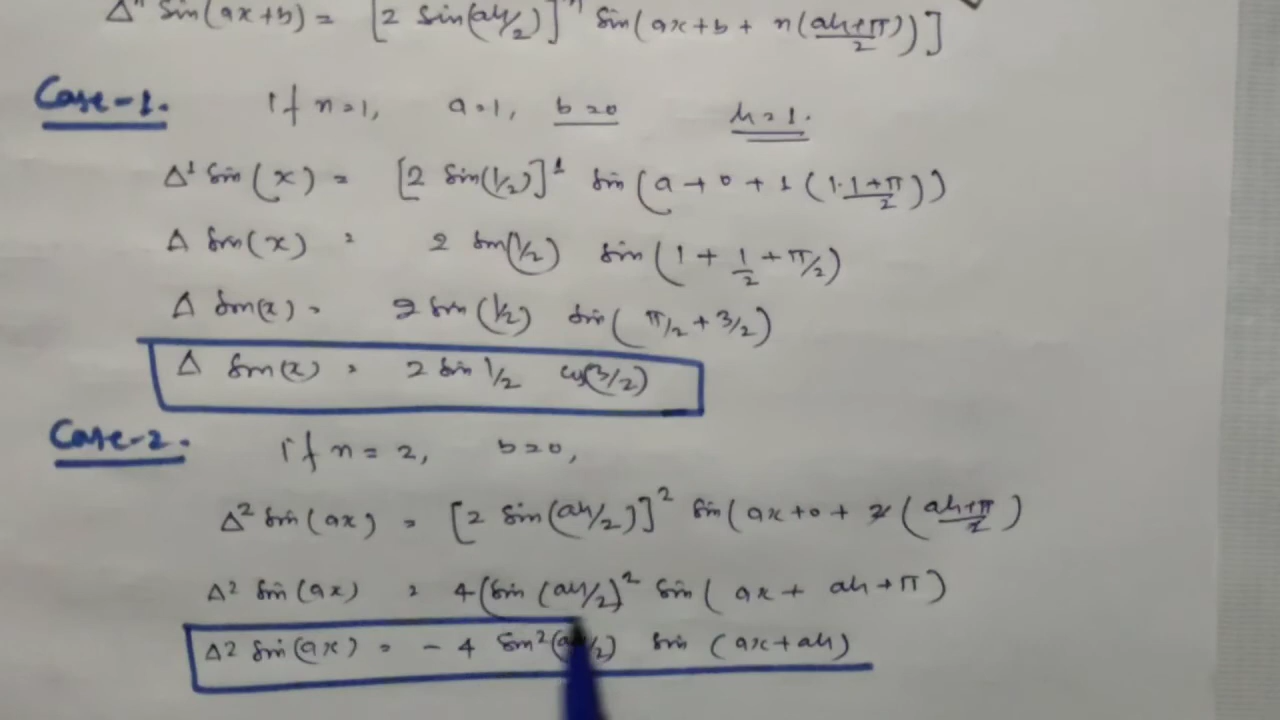 Δⁿ Sin(ax+b) = [2 Sin(ah/2)]ⁿ Sin(ax+b + n(ah+π/2))]
Case-1. If n=1, a=1, b=0 h=1.
Δ¹ Sin(x) = [2 Sin(1/2)]¹ Sin(a+0+1(1.1+π/2))
Δ Sin(x) = 2 Sin(1/2) Sin(1+1/2+π/2)
Δ Sin(x) = 2 Sin(1/2) Sin(π/2+3/2)
Δ Sin(x) = 2 Sin 1/2 cos(3/2)
Case-2. If n=2, b=0,
Δ² Sin(ax) = [2 Sin(ah/2)]² Sin(ax+0+2(ah+π/2)
Δ² Sin(ax) = 4(Sin(ah/2)² Sin(ax+ah+π)
Δ² Sin(ax) = -4 Sin²(ah/2) Sin(ax+ah)